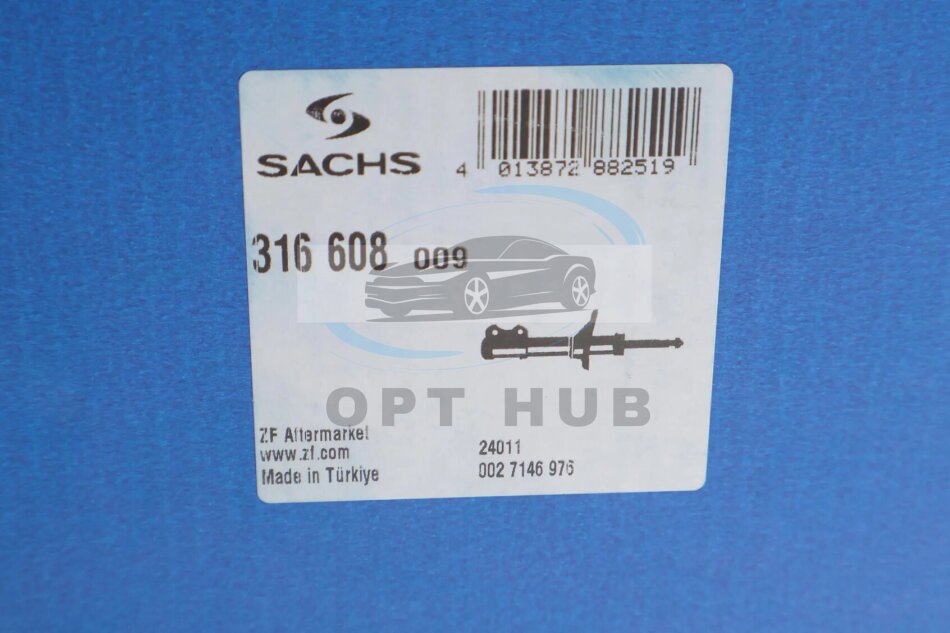 SACHS
4 013872 882519
316 608 009
OPT HUB
ZF Aftermarket
www.zf.com
Made in Türkiye
24011
002 7146 976